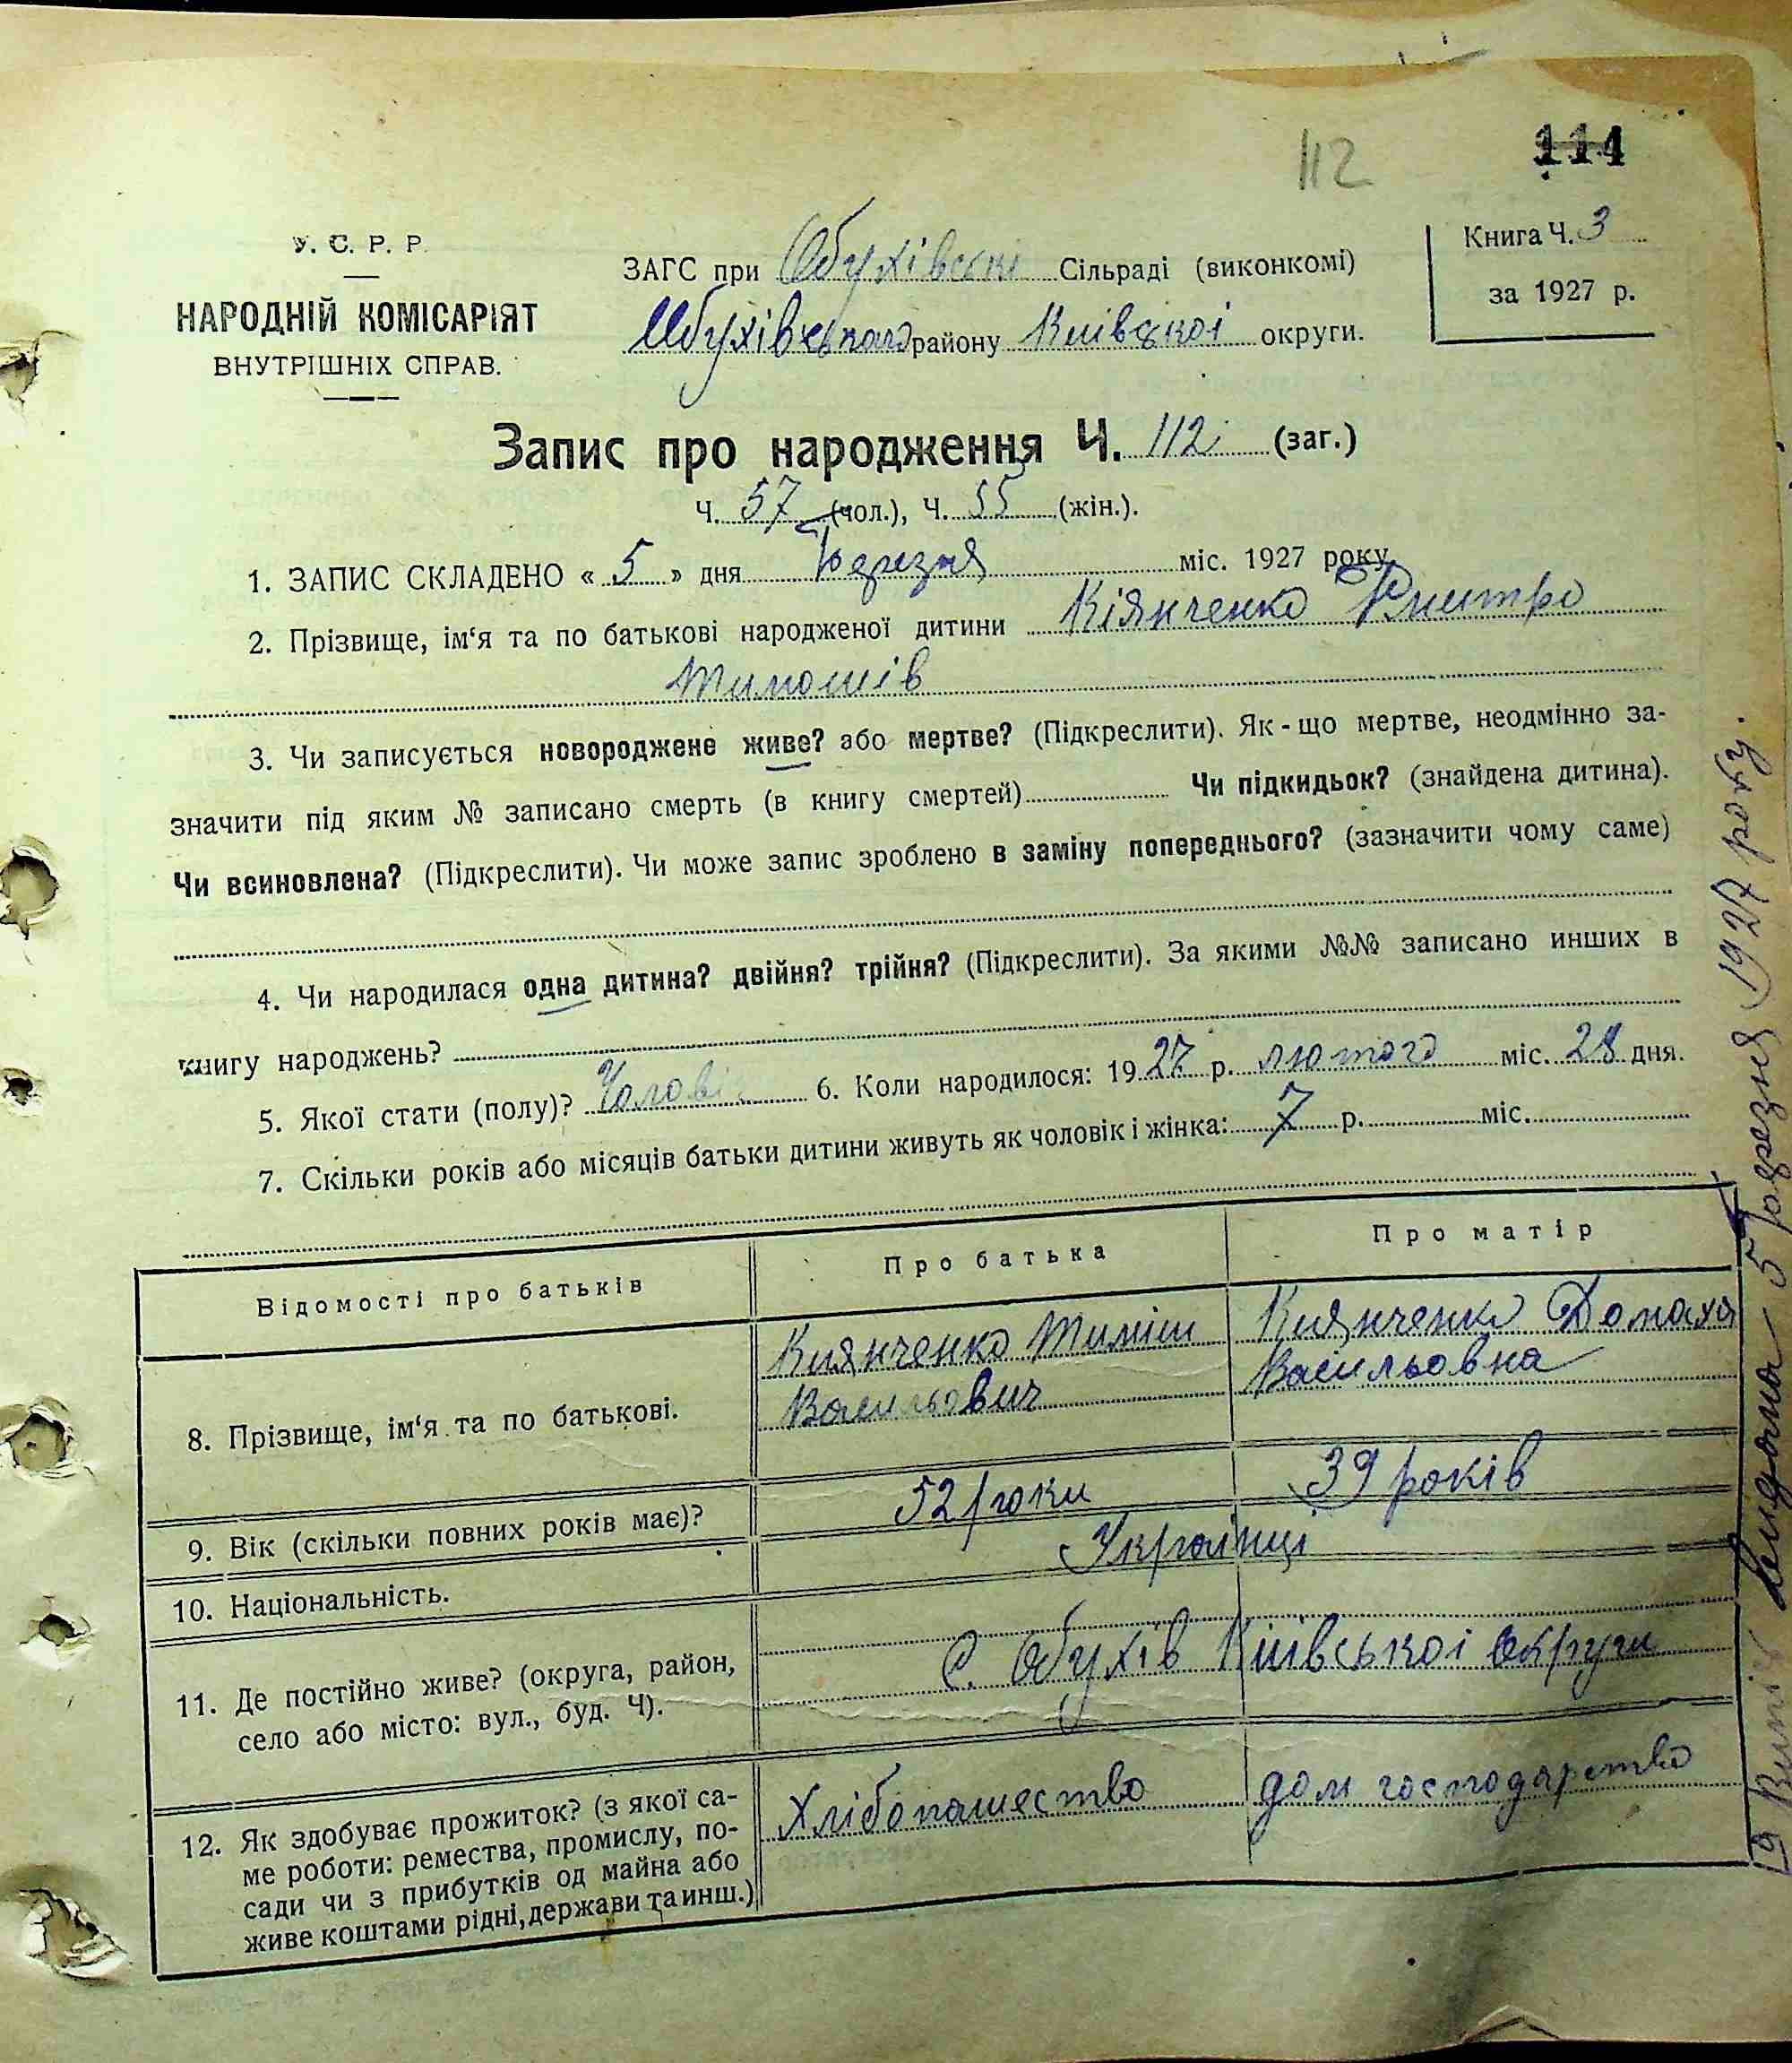 112
114
У. С. Р. Р.
НАРОДНІЙ КОМІСАРІЯТ
ВНУТРІШНІХ СПРАВ.
ЗАГС при Обухівські Сільраді (виконкомі)
Обухівського району Київської округи.
Книга Ч. 3
за 1927 р.
Запис про народження Ч. 112 (заг.)
Ч. 57 (чол.), Ч. 55 (жін.).
1. ЗАПИС СКЛАДЕНО « 5 » дня березня міс. 1927 року
2. Прізвище, ім‘я та по батькові народженої дитини Кіянченко Дмитро
Тимошів
3. Чи записується новороджене живе? або мертве? (Підкреслити). Як-що мертве, неодмінно за-
значити під яким № записано смерть (в книгу смертей) Чи підкидьок? (знайдена дитина).
Чи всиновлена? (Підкреслити). Чи може запис зроблено в заміну попереднього? (зазначити чому саме)
4. Чи народилася одна дитина? двійня? трійня? (Підкреслити). За якими №№ записано инших в
книгу народжень?
5. Якої стати (полу)? Чолові 6. Коли народилося: 1927 р. лютого міс. 28 дня.
7. Скільки років або місяців батьки дитини живуть як чоловік і жінка: 7 р. міс.
Відомості про батьків
Про батька
Про матір
8. Прізвище, ім‘я та по батькові.
Киянченко Тиміш
Васильович
Киянченко Домаха
Васильовна
9. Вік (скільки повних років має)?
52 роки
39 років
10. Національність.
Українці
11. Де постійно живе? (округа, район,
село або місто: вул., буд. Ч).
С. Обухів Київської округи
12. Як здобуває прожиток? (з якої са-
ме роботи: ремества, промислу, по-
сади чи з прибутків од майна або
живе коштами рідні, держави та инш.)
Хлібопашество
дом господарство
видано 5 березня 1927 року.